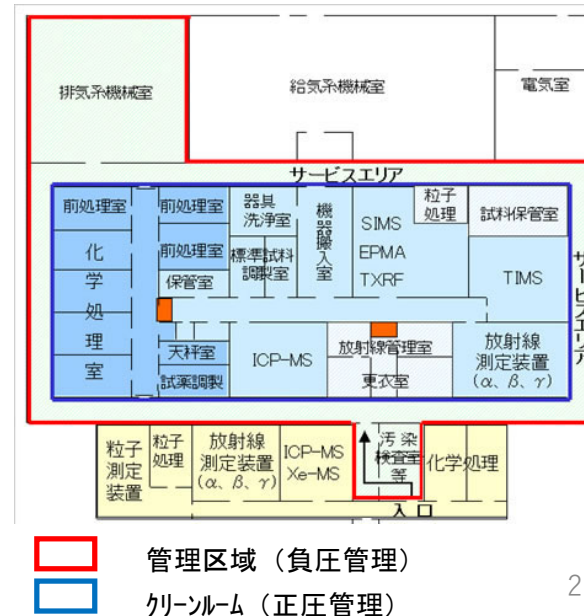 排気系機械室
給気系機械室
電気室
サービスエリア
前処理室
前処理室
器具
洗浄室
機
器
搬
入
室
粒子
処理
試料保管室
SIMS
EPMA
TXRF
化
学
処
理
室
前処理室
標準試料
調製室
保管室
TIMS
サービスエリア
天秤室
試薬調製
ICP-MS
放射線管理室
更衣室
放射線
測定装置
(α、β、γ)
粒子
測定
装置
粒子
処理
放射線
測定装置
(α、β、γ)
ICP-MS
Xe-MS
汚染
検査室
等
化学処理
入口
管理区域（負圧管理）
クリーンルーム（正圧管理）
2